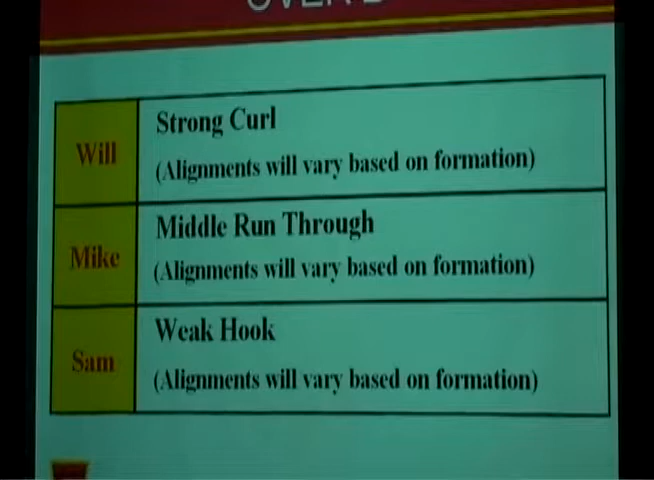 Will
Strong Curl
(Alignments will vary based on formation)
Mike
Middle Run Through
(Alignments will vary based on formation)
Sam
Weak Hook
(Alignments will vary based on formation)